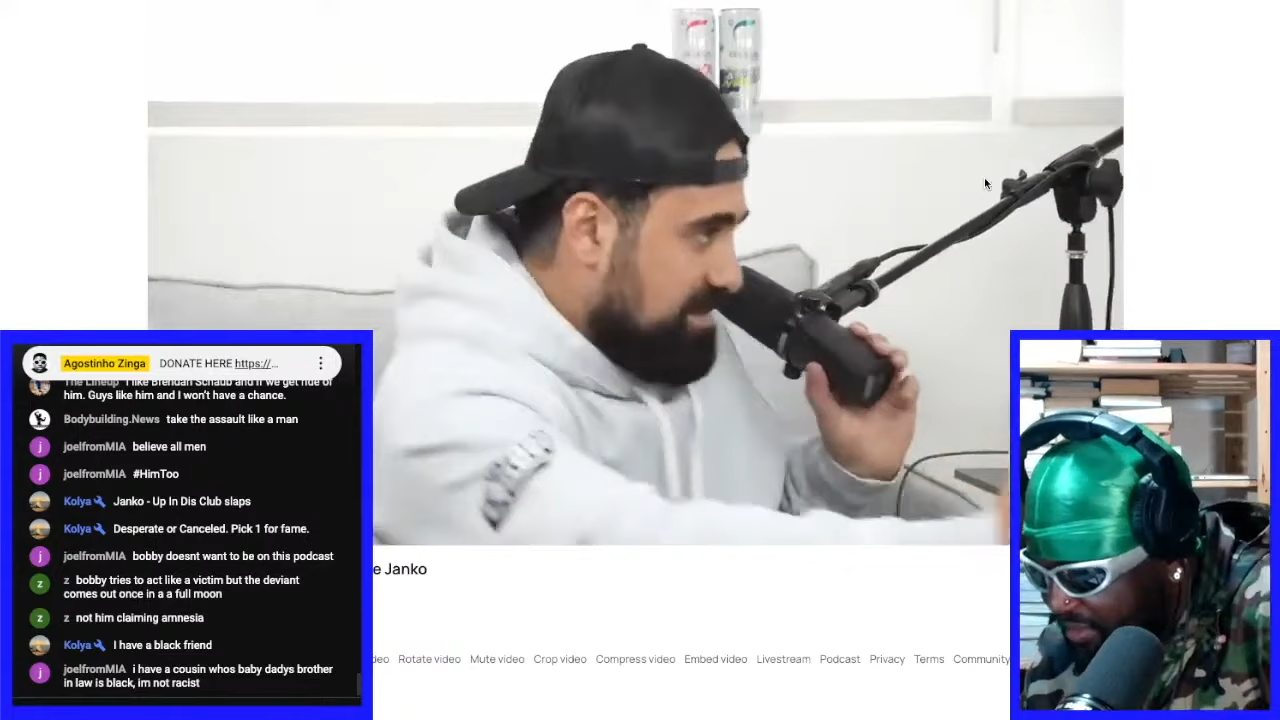 Agostinho Zinga DONATE HERE https://…
The Lineup I like Brendan Schaub and if we get ride of
him. Guys like him and I won't have a chance.
Bodybuilding.News take the assault like a man
j joelfromMIA believe all men
j joelfromMIA #HimToo
Kolya Janko - Up In Dis Club slaps
Kolya Desperate or Canceled. Pick 1 for fame.
j joelfromMIA bobby doesnt want to be on this podcast
z z bobby tries to act like a victim but the deviant
comes out once in a a full moon
z z not him claiming amnesia
Kolya I have a black friend
j joelfromMIA i have a cousin whos baby dadys brother
in law is black, im not racist
e Janko
deo Rotate video Mute video Crop video Compress video Embed video Livestream Podcast Privacy Terms Community